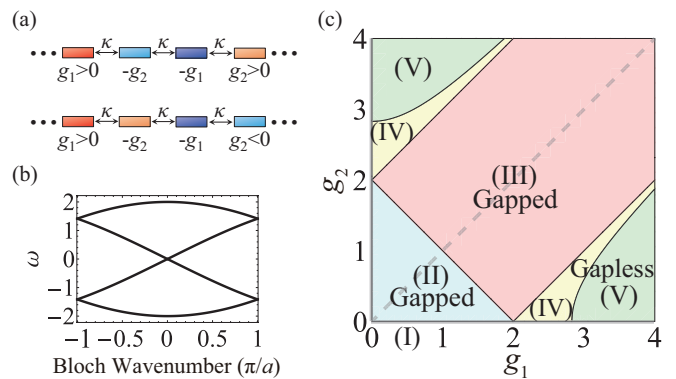 (a)
κ κ κ
g₁>0 -g₂ -g₁ g₂>0
κ κ κ
g₁>0 -g₂ -g₁ g₂<0
(b)
2
1
0
−1
−2
ω
−1 −0.5 0 0.5 1
Bloch Wavenumber (π/a)
(c)
4
3
2
1
0
g₂
(V)
(IV)
(III)
Gapped
(II)
Gapped
Gapless
(V)
(IV)
0 (I) 1 2 3 4
g₁